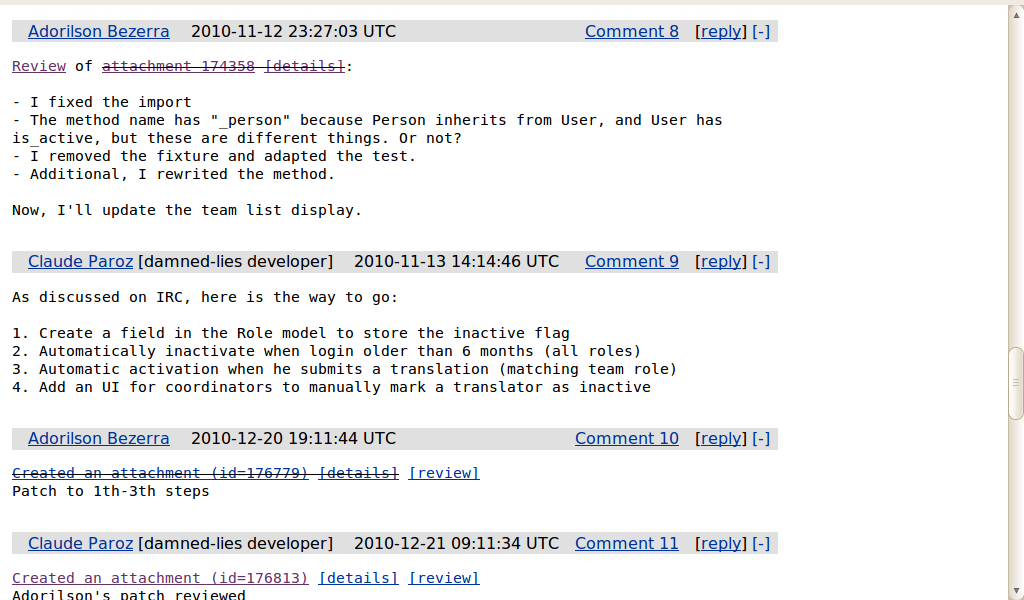 Adorilson Bezerra 2010-11-12 23:27:03 UTC Comment 8 [reply] [-]
Review of attachment 174358 [details]:
- I fixed the import
- The method name has "_person" because Person inherits from User, and User has
is_active, but these are different things. Or not?
- I removed the fixture and adapted the test.
- Additional, I rewrited the method.
Now, I'll update the team list display.
Claude Paroz [damned-lies developer] 2010-11-13 14:14:46 UTC Comment 9 [reply] [-]
As discussed on IRC, here is the way to go:
1. Create a field in the Role model to store the inactive flag
2. Automatically inactivate when login older than 6 months (all roles)
3. Automatic activation when he submits a translation (matching team role)
4. Add an UI for coordinators to manually mark a translator as inactive
Adorilson Bezerra 2010-12-20 19:11:44 UTC Comment 10 [reply] [-]
Created an attachment (id=176779) [details] [review]
Patch to 1th-3th steps
Claude Paroz [damned-lies developer] 2010-12-21 09:11:34 UTC Comment 11 [reply] [-]
Created an attachment (id=176813) [details] [review]
Adorilson's patch reviewed